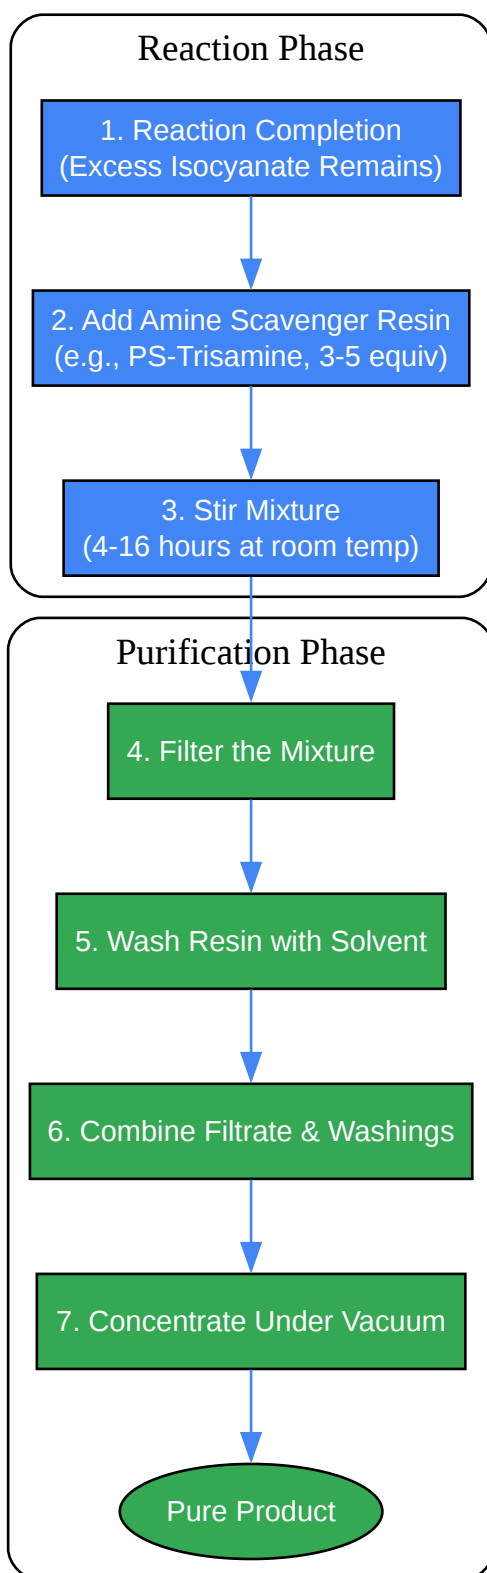 Reaction Phase
1. Reaction Completion
(Excess Isocyanate Remains)
2. Add Amine Scavenger Resin
(e.g., PS-Trisamine, 3-5 equiv)
3. Stir Mixture
(4-16 hours at room temp)
Purification Phase
4. Filter the Mixture
5. Wash Resin with Solvent
6. Combine Filtrate & Washings
7. Concentrate Under Vacuum
Pure Product